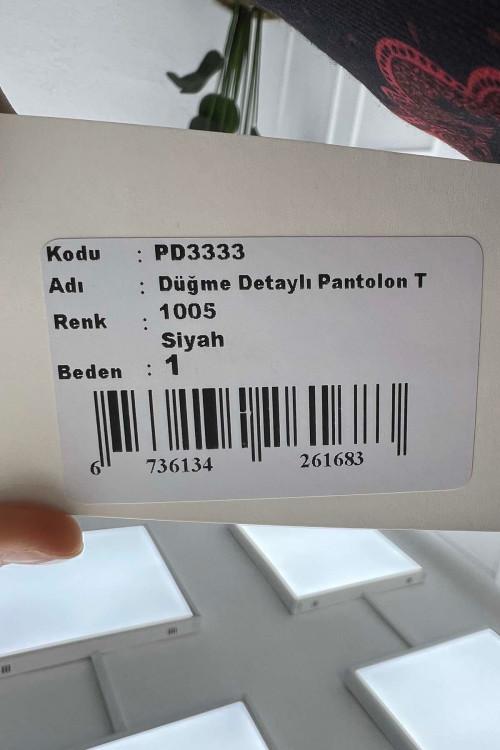 Kodu : PD3333
Adı : Düğme Detaylı Pantolon T
Renk : 1005
Siyah
Beden : 1
6 736134 261683